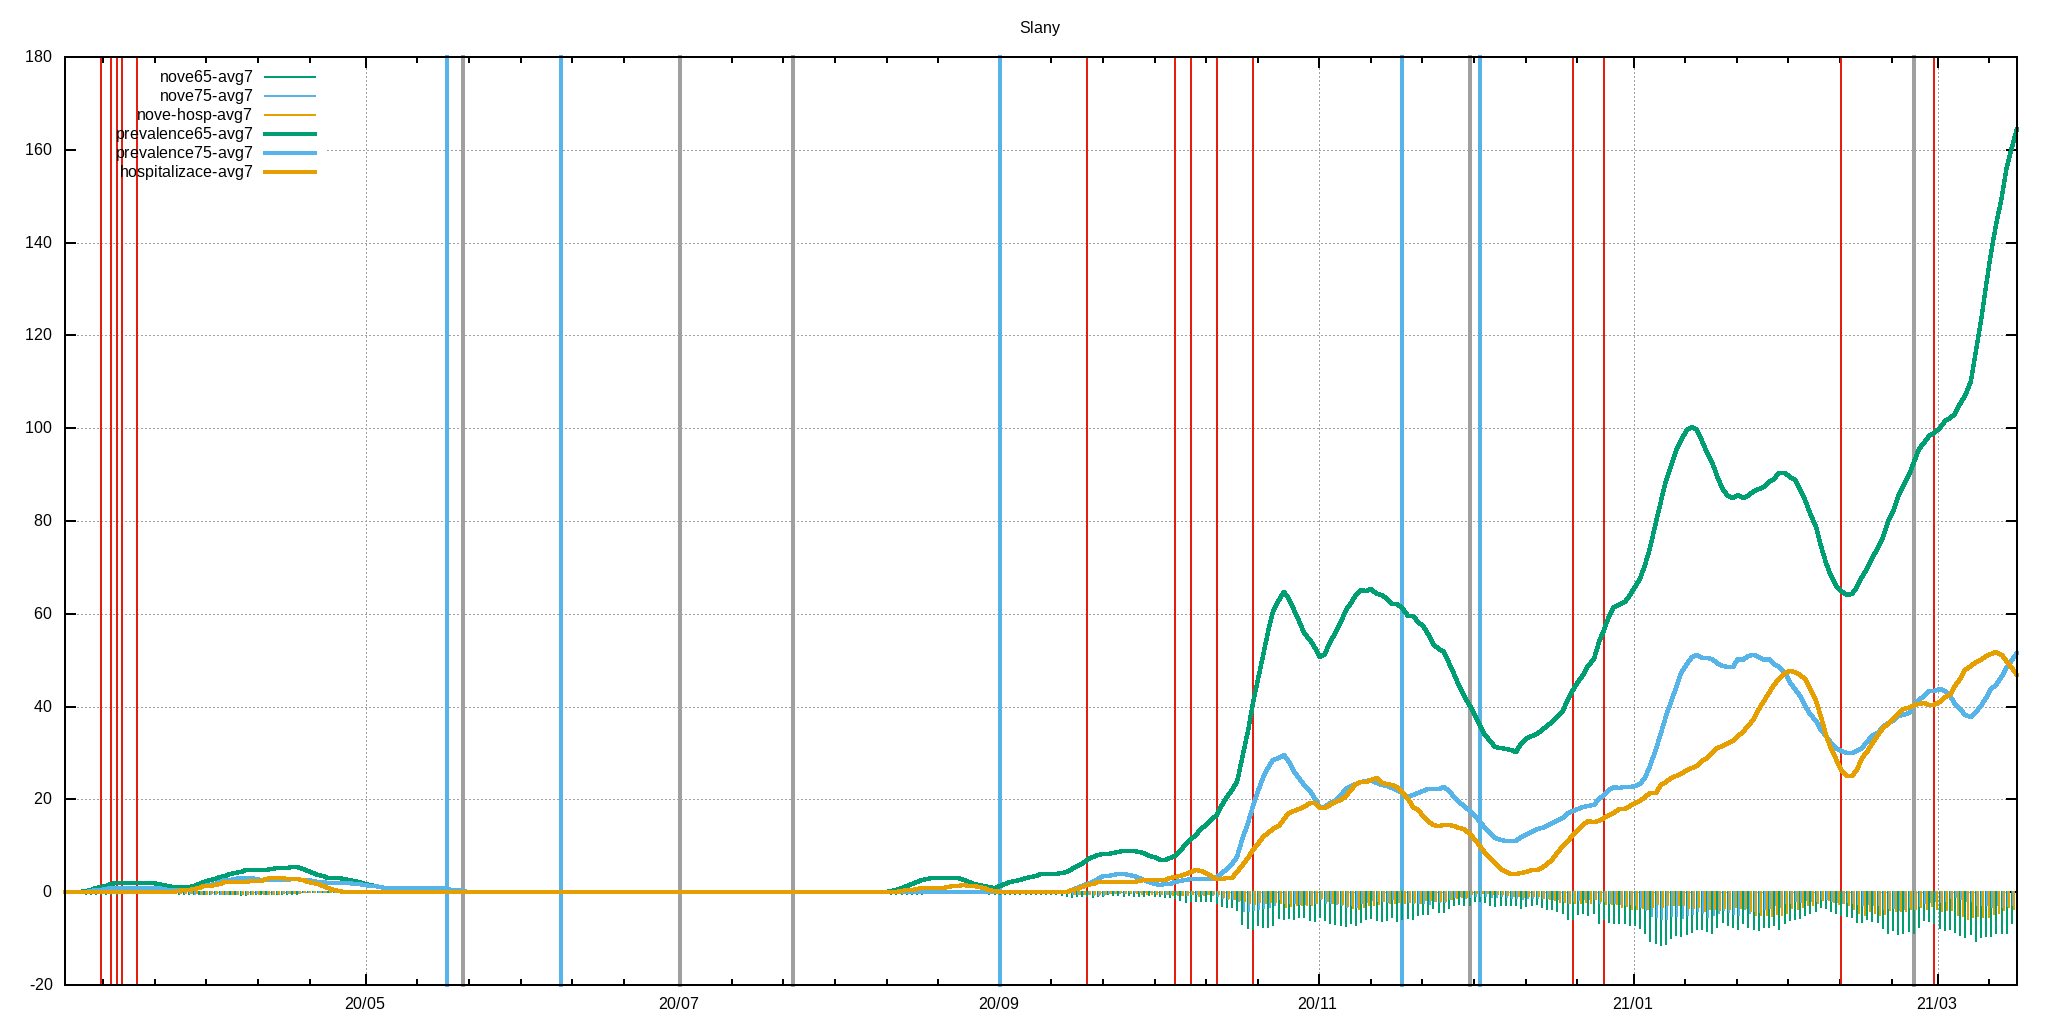 Slany
180
160
140
120
100
80
60
40
20
0
-20
nove65-avg7
nove75-avg7
nove-hosp-avg7
prevalence65-avg7
prevalence75-avg7
hospitalizace-avg7
20/05 20/07 20/09 20/11 21/01 21/03